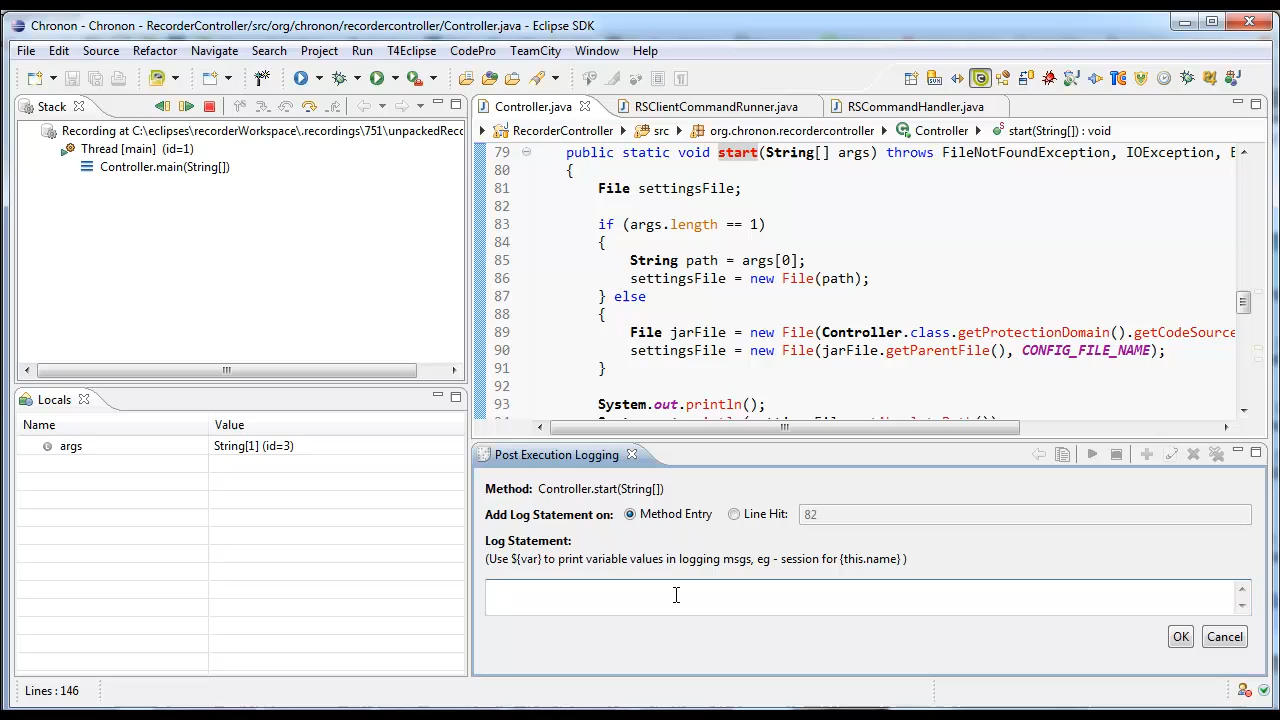 Chronon - Chronon - RecorderController/src/org/chronon/recordercontroller/Controller.java - Eclipse SDK
File Edit Source Refactor Navigate Search Project Run T4Eclipse CodePro TeamCity Window Help
Stack
Recording at C:\eclipses\recorderWorkspace\.recordings\751\unpackedReco
Thread [main] (id=1)
Controller.main(String[])
Locals
Name Value
args String[1] (id=3)
Controller.java RSClientCommandRunner.java RSCommandHandler.java
RecorderController src org.chronon.recordercontroller Controller start(String[]) : void
79 public static void start(String[] args) throws FileNotFoundException, IOException, E
80 {
81 File settingsFile;
82
83 if (args.length == 1)
84 {
85 String path = args[0];
86 settingsFile = new File(path);
87 } else
88 {
89 File jarFile = new File(Controller.class.getProtectionDomain().getCodeSource
90 settingsFile = new File(jarFile.getParentFile(), CONFIG_FILE_NAME);
91 }
92
93 System.out.println();
Post Execution Logging
Method: Controller.start(String[])
Add Log Statement on: Method Entry Line Hit: 82
Log Statement:
(Use ${var} to print variable values in logging msgs, eg - session for {this.name} )
OK Cancel
Lines : 146